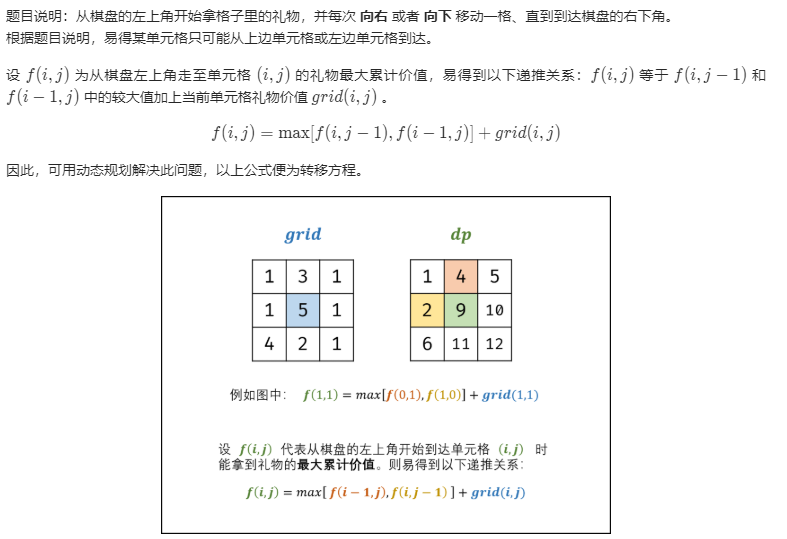 题目说明：从棋盘的左上角开始拿格子里的礼物，并每次 向右 或者 向下 移动一格、直到到达棋盘的右下角。
根据题目说明，易得某单元格只可能从上边单元格或左边单元格到达。
设 f(i, j) 为从棋盘左上角走至单元格 (i, j) 的礼物最大累计价值，易得到以下递推关系：f(i, j) 等于 f(i, j − 1) 和
f(i − 1, j) 中的较大值加上当前单元格礼物价值 grid(i, j) 。
f(i, j) = max[f(i, j − 1), f(i − 1, j)] + grid(i, j)
因此，可用动态规划解决此问题，以上公式便为转移方程。
grid dp
1 3 1 1 4 5
1 5 1 2 9 10
4 2 1 6 11 12
例如图中： f(1,1) = max[f(0,1), f(1,0)] + grid(1,1)
设 f(i,j) 代表从棋盘的左上角开始到达单元格 (i,j) 时
能拿到礼物的最大累计价值。则易得到以下递推关系：
f(i,j) = max[ f(i − 1,j), f(i,j − 1) ] + grid(i,j)